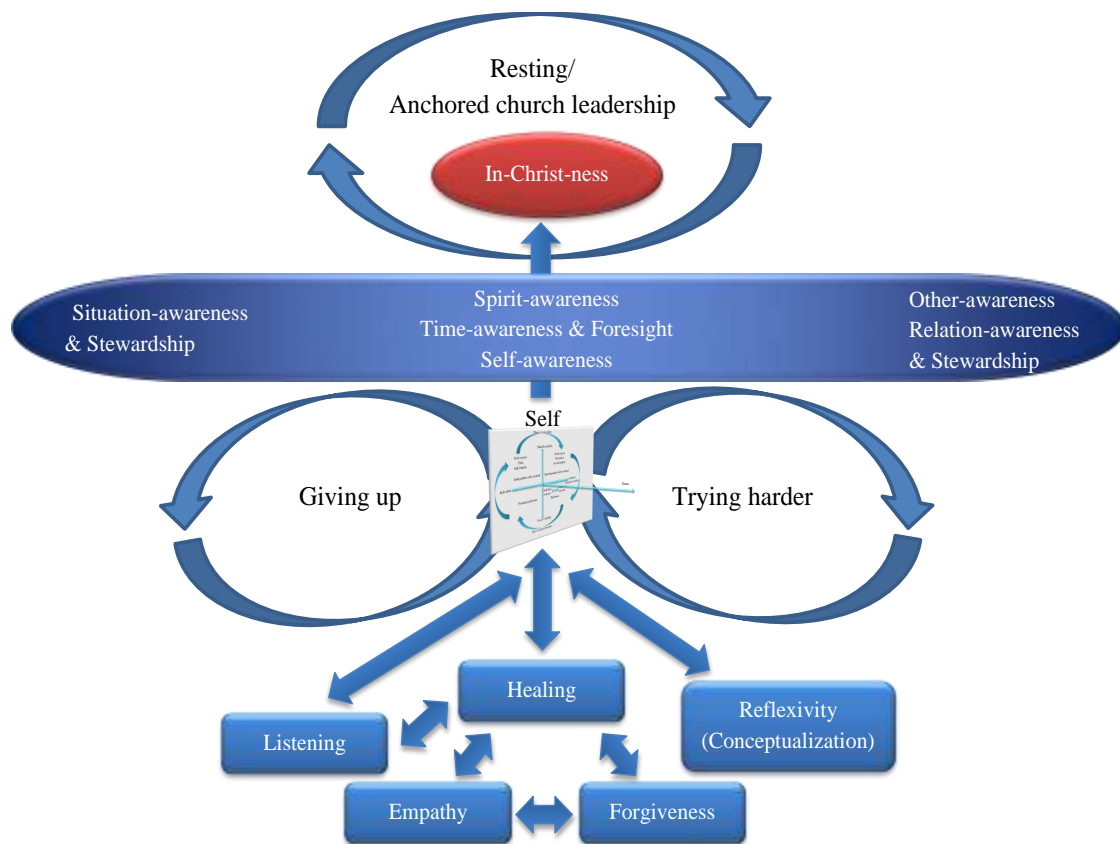 Resting/
Anchored church leadership
In-Christ-ness
Situation-awareness
& Stewardship
Spirit-awareness
Time-awareness & Foresight
Self-awareness
Other-awareness
Relation-awareness
& Stewardship
Self
Giving up
Trying harder
Healing
Listening
Reflexivity
(Conceptualization)
Empathy
Forgiveness